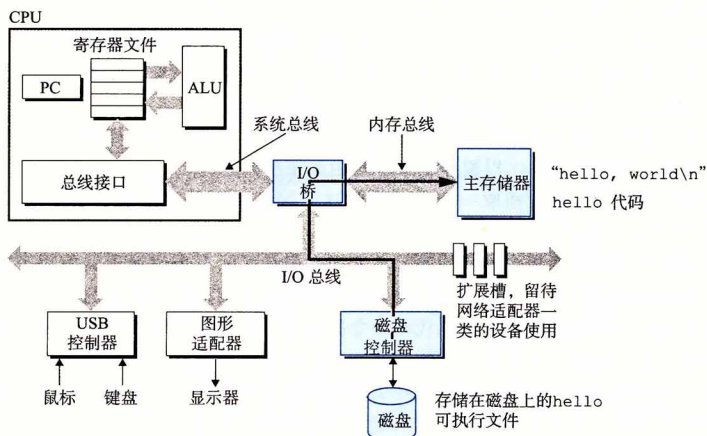 CPU
寄存器文件
PC
ALU
系统总线
内存总线
总线接口
I/O
桥
主存储器
“hello, world\n”
hello 代码
I/O 总线
扩展槽，留待
网络适配器一
类的设备使用
USB
控制器
图形
适配器
磁盘
控制器
鼠标
键盘
显示器
磁盘
存储在磁盘上的hello
可执行文件